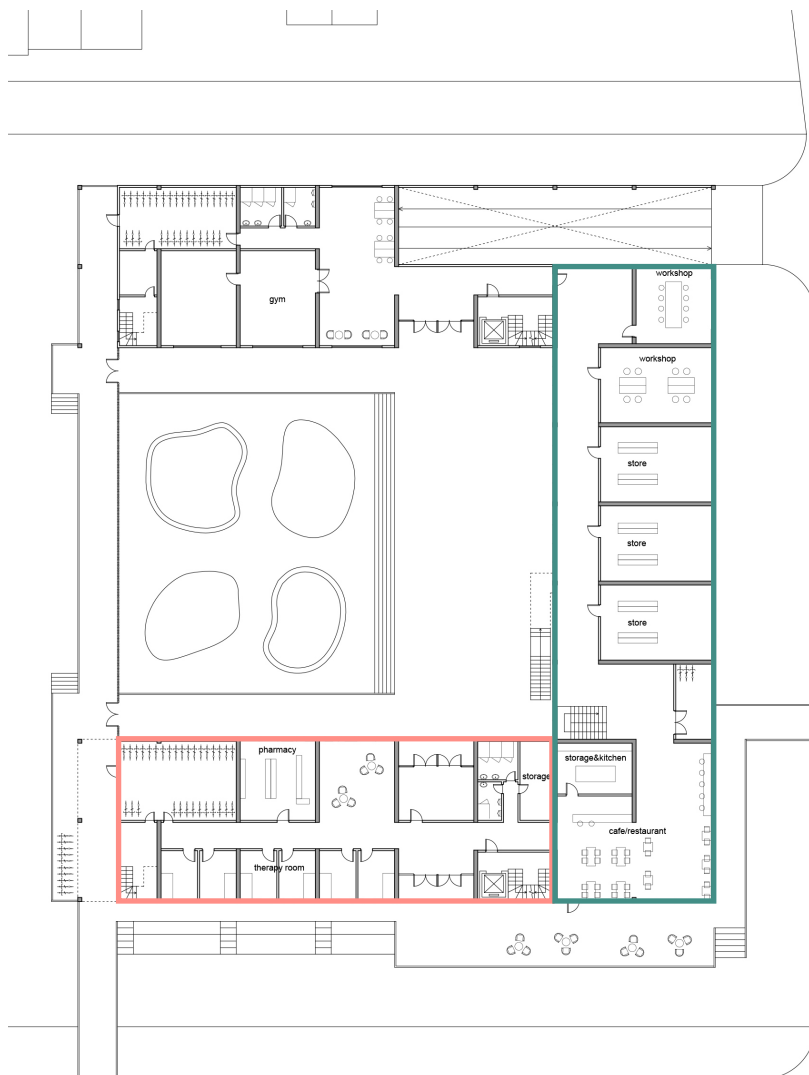 workshop
gym
workshop
store
store
store
pharmacy
storage&kitchen
storage
cafe/restaurant
therapy room